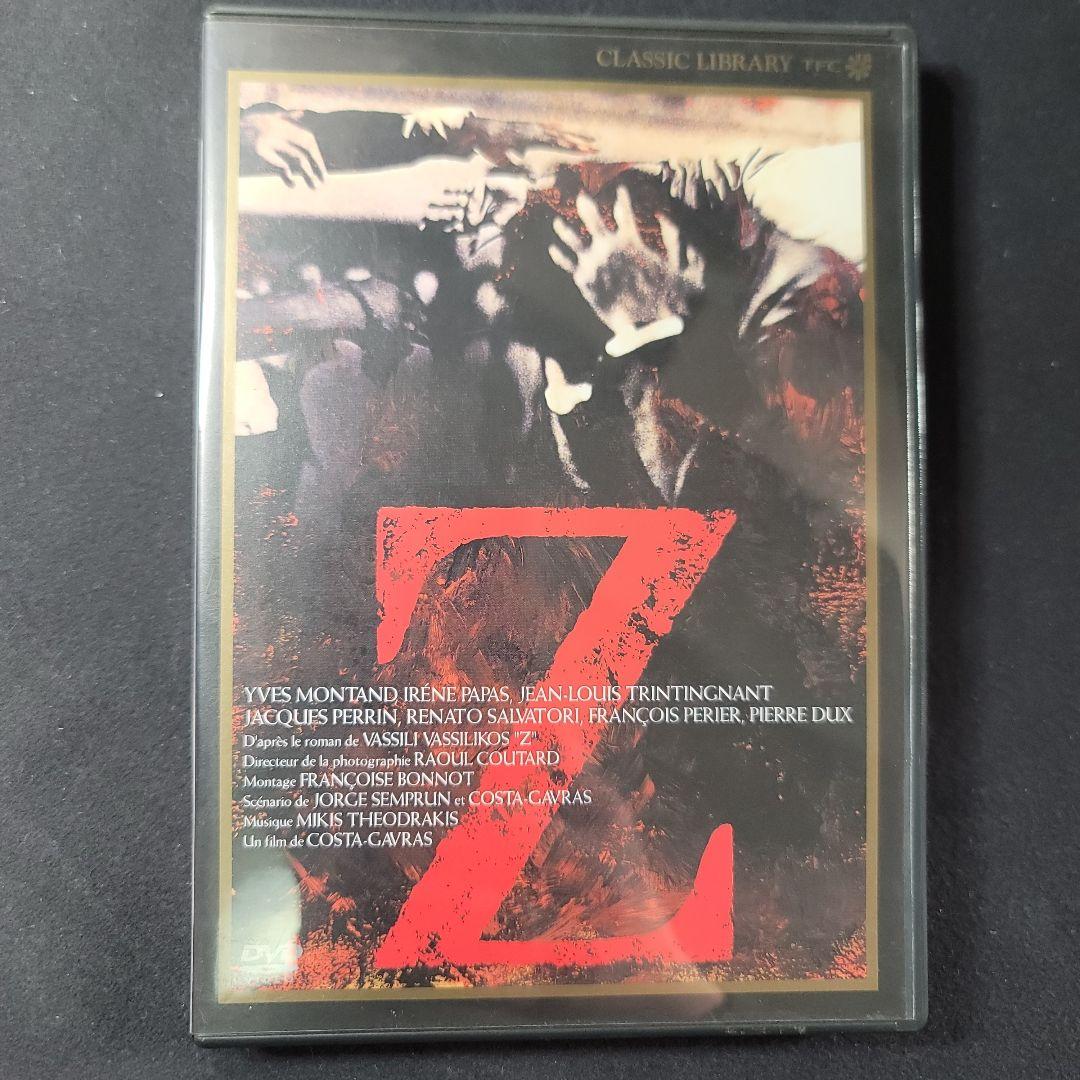 CLASSIC LIBRARY TFC
Z
YVES MONTAND, IRÉNE PAPAS, JEAN-LOUIS TRINTINGNANT
JACQUES PERRIN, RENATO SALVATORI, FRANÇOIS PERIER, PIERRE DUX
D'après le roman de VASSILI VASSILIKOS "Z"
Directeur de la photographie RAOUL COUTARD
Montage FRANÇOISE BONNOT
Scénario de JORGE SEMPRUN et COSTA-GAVRAS
Musique MIKIS THEODRAKIS
Un film de COSTA-GAVRAS
DVD